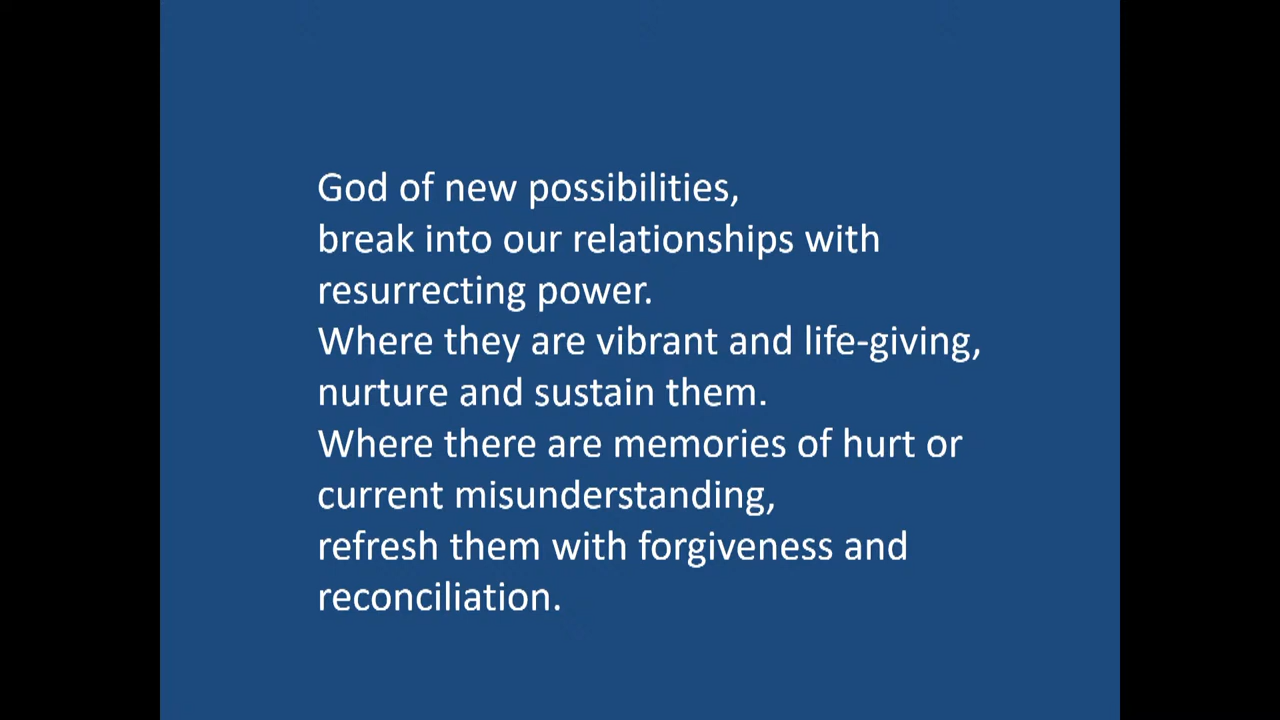 God of new possibilities,
break into our relationships with
resurrecting power.
Where they are vibrant and life-giving,
nurture and sustain them.
Where there are memories of hurt or
current misunderstanding,
refresh them with forgiveness and
reconciliation.